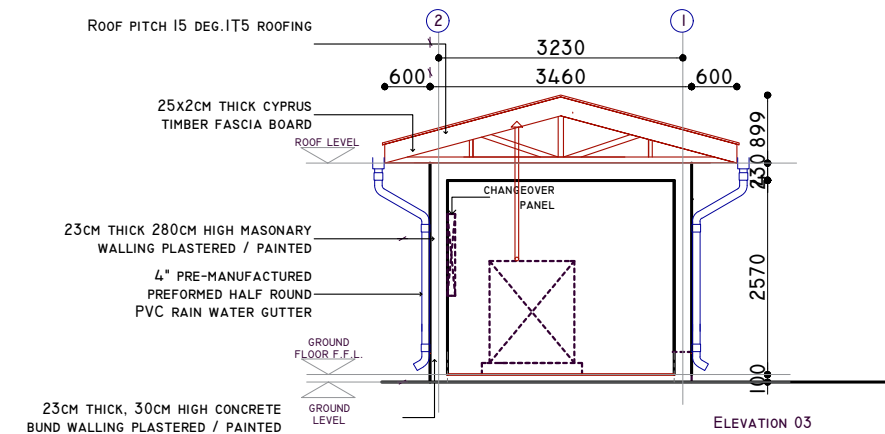 ROOF PITCH 15 DEG.IT5 ROOFING
2
1
3230
600
3460
600
25X2CM THICK CYPRUS
TIMBER FASCIA BOARD
ROOF LEVEL
899
230
CHANGEOVER
PANEL
23CM THICK 280CM HIGH MASONARY
WALLING PLASTERED / PAINTED
4" PRE-MANUFACTURED
PREFORMED HALF ROUND
PVC RAIN WATER GUTTER
2570
GROUND
FLOOR F.F.L.
100
23CM THICK, 30CM HIGH CONCRETE
BUND WALLING PLASTERED / PAINTED
GROUND
LEVEL
ELEVATION 03